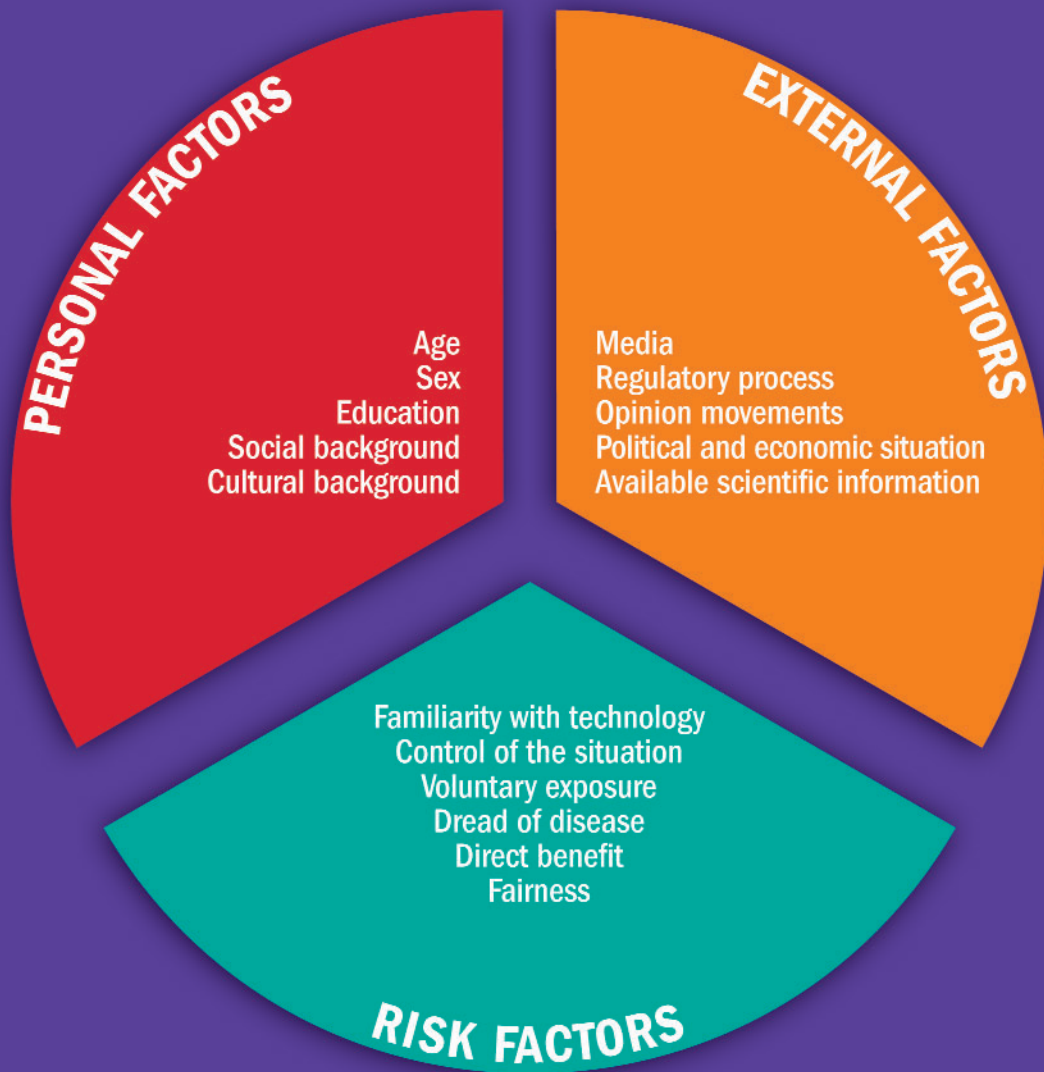 PERSONAL FACTORS
Age
Sex
Education
Social background
Cultural background
EXTERNAL FACTORS
Media
Regulatory process
Opinion movements
Political and economic situation
Available scientific information
Familiarity with technology
Control of the situation
Voluntary exposure
Dread of disease
Direct benefit
Fairness
RISK FACTORS